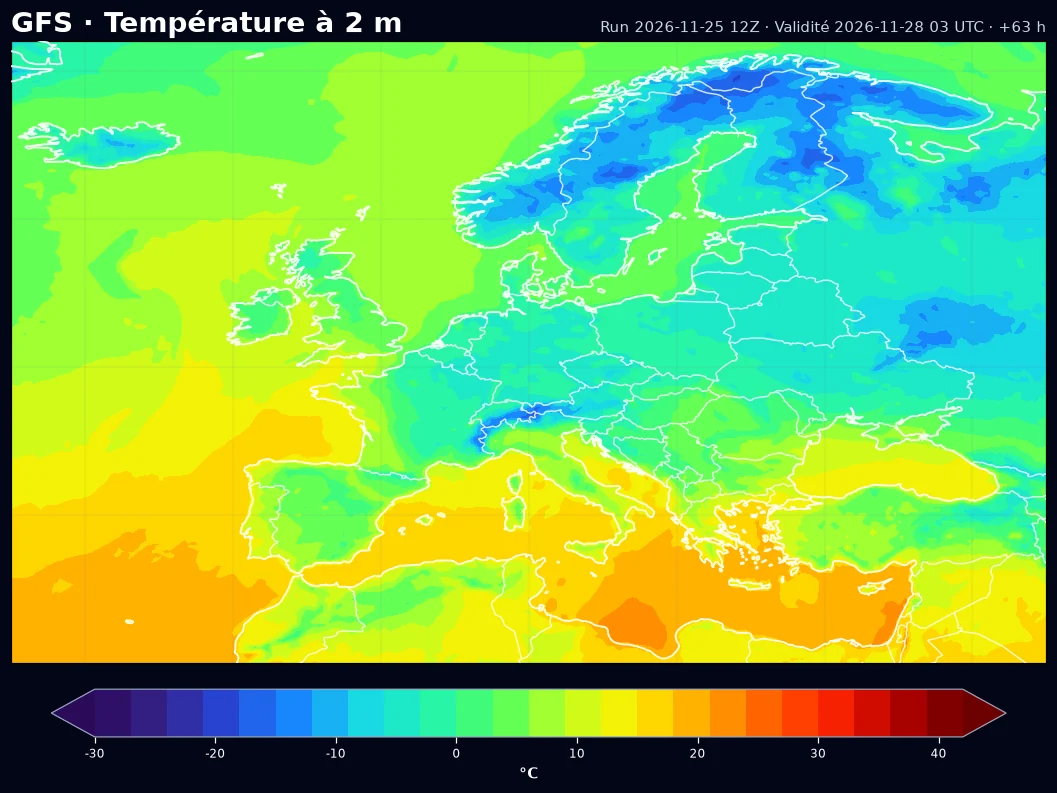 GFS · Température à 2 m
Run 2026-11-25 12Z · Validité 2026-11-28 03 UTC · +63 h
-30 -20 -10 0 10 20 30 40
°C